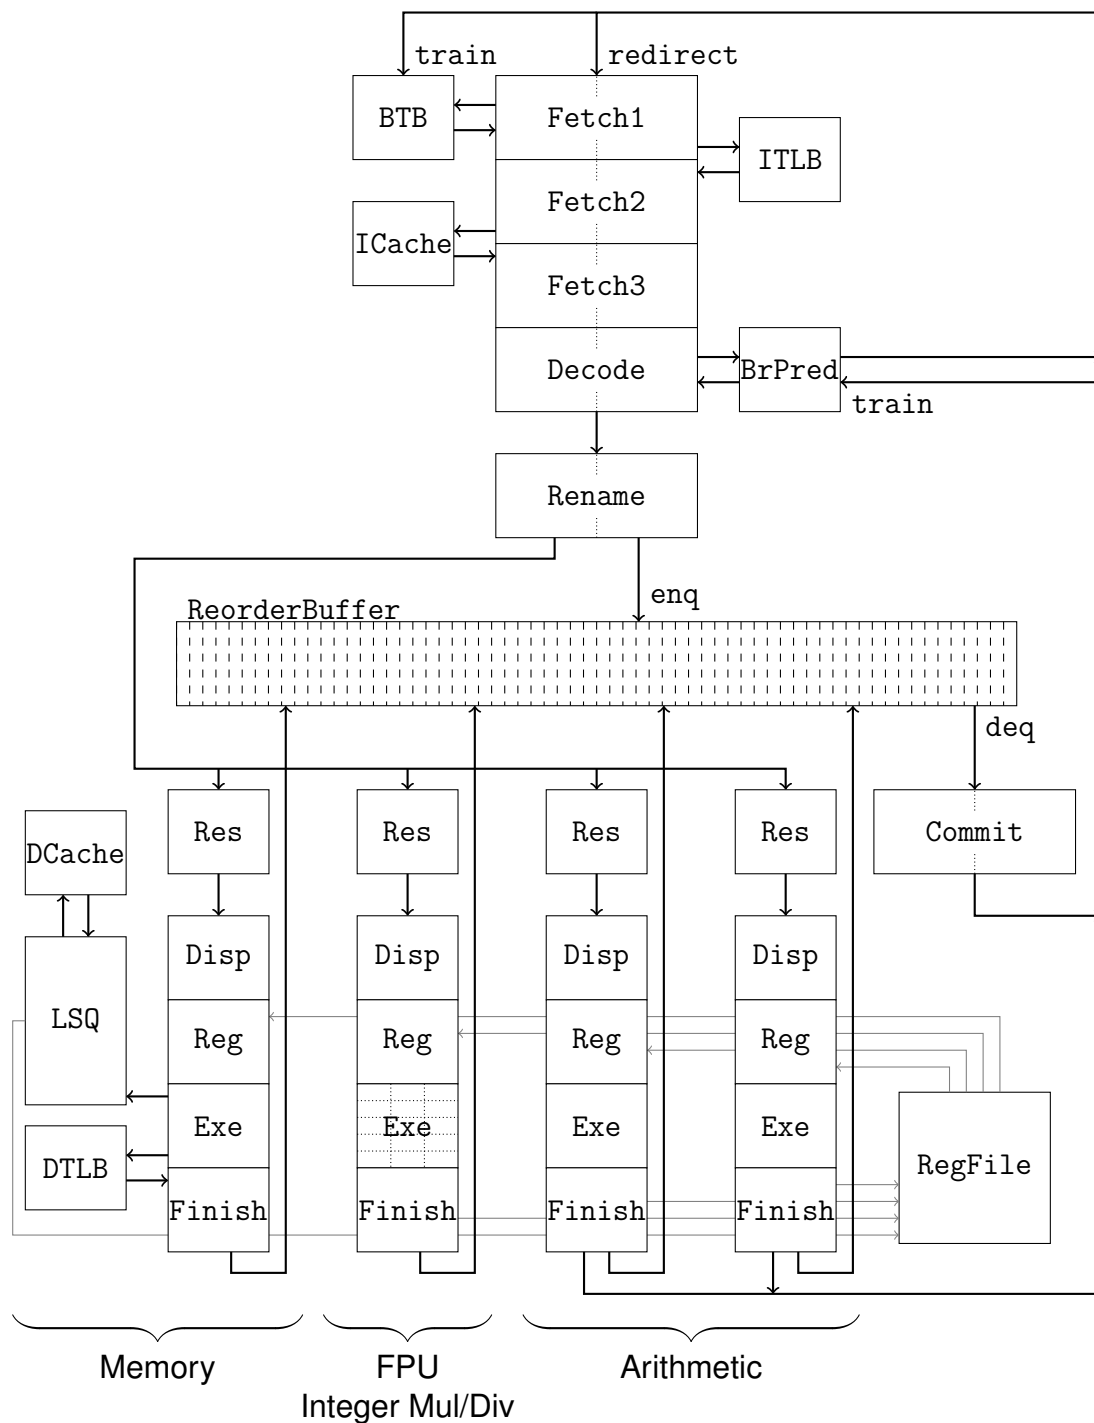 train
redirect
BTB
Fetch1
ITLB
Fetch2
ICache
Fetch3
Decode
BrPred
train
Rename
enq
ReorderBuffer
deq
Res
Res
Res
Res
Commit
DCache
Disp
Disp
Disp
Disp
LSQ
Reg
Reg
Reg
Reg
Exe
Exe
Exe
Exe
DTLB
RegFile
Finish
Finish
Finish
Finish
Memory
FPU
Integer Mul/Div
Arithmetic